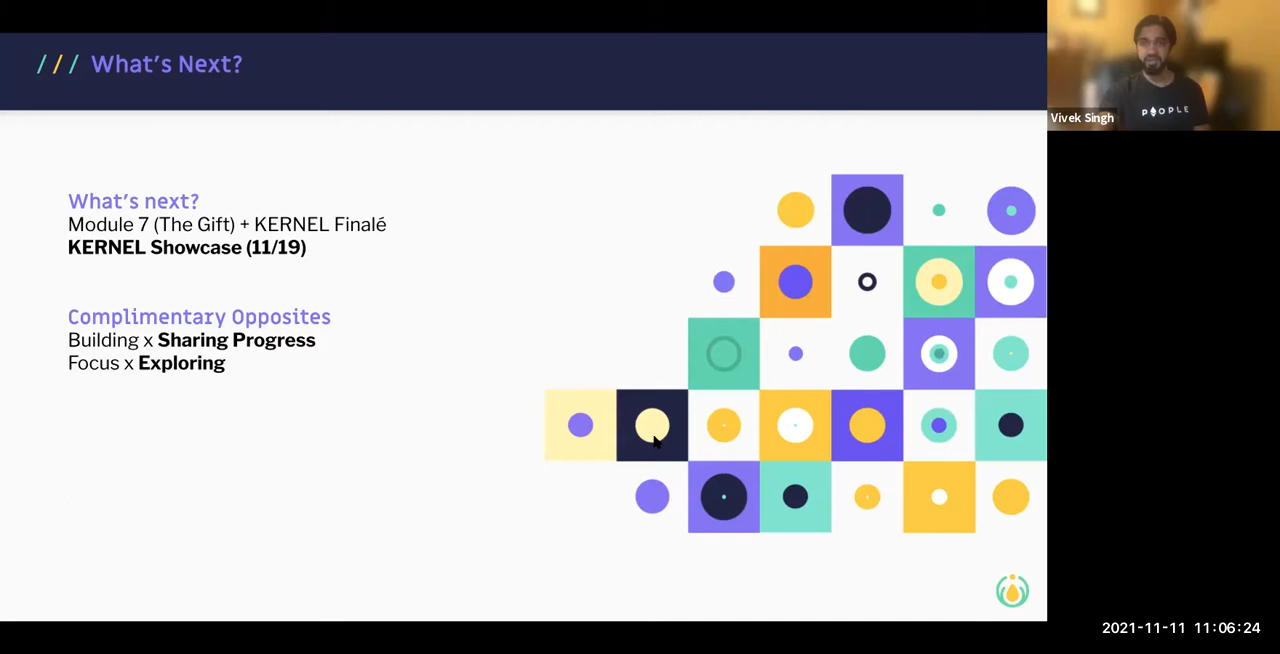 /// What's Next?
What's next?
Module 7 (The Gift) + KERNEL Finalé
KERNEL Showcase (11/19)
Complimentary Opposites
Building x Sharing Progress
Focus x Exploring
Vivek Singh
POPLE
2021-11-11 11:06:24